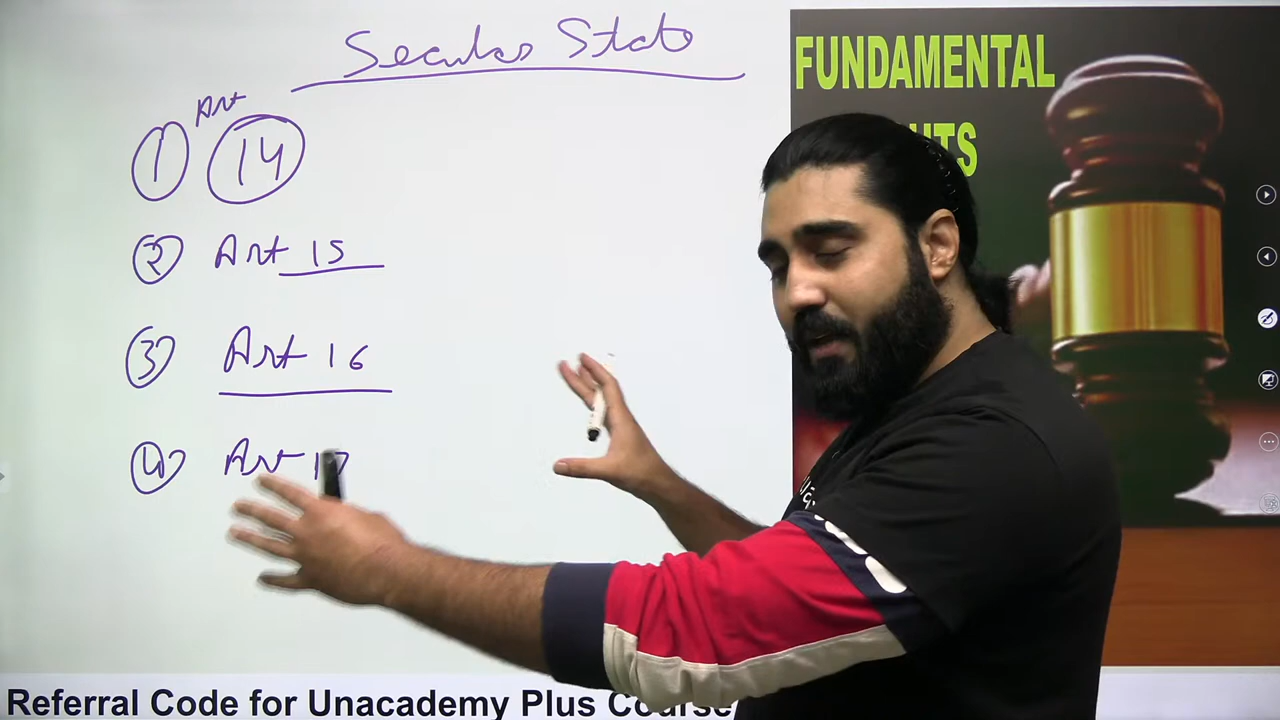 Secular State
Art
① 14
② Art 15
③ Art 16
④ Art 17
FUNDAMENTAL
Referral Code for Unacademy Plus Course